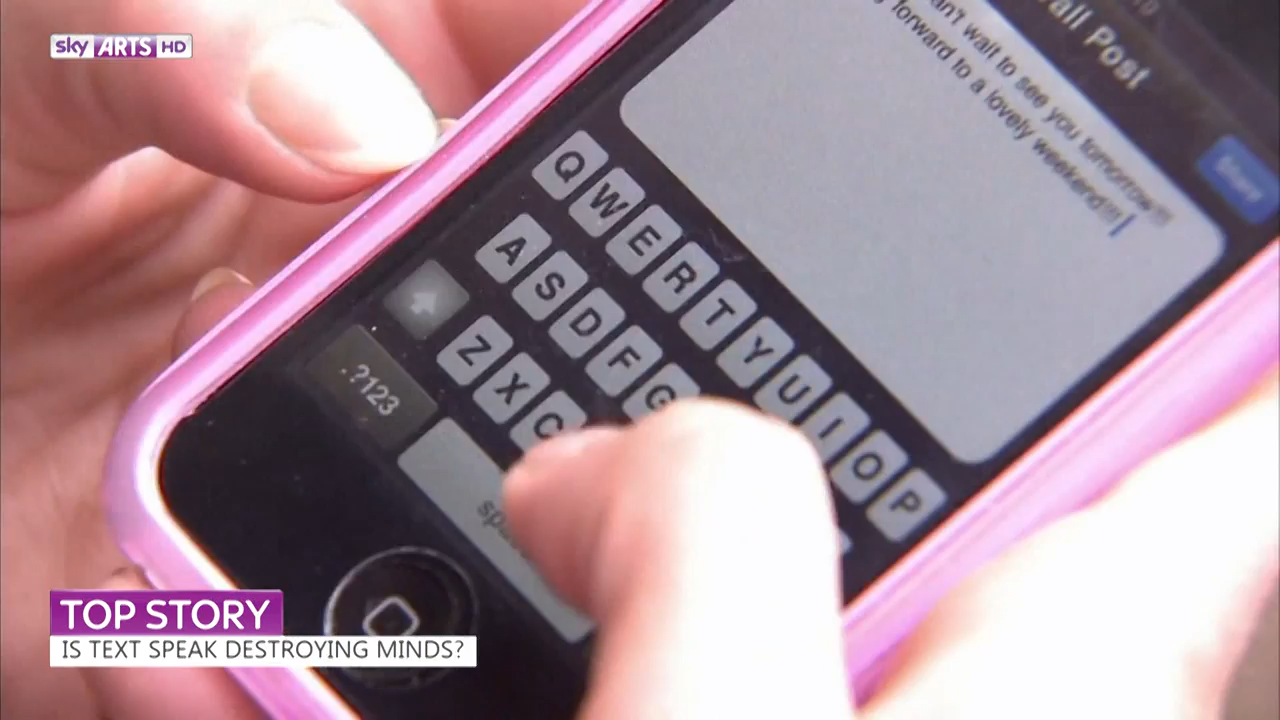 sky ARTS HD
all Post
Share
an't wait to see you tomorrow!!!
forward to a lovely weekend!!!
Q W E R T Y U I O P
A S D F G
Z X C
.?123
TOP STORY
IS TEXT SPEAK DESTROYING MINDS?